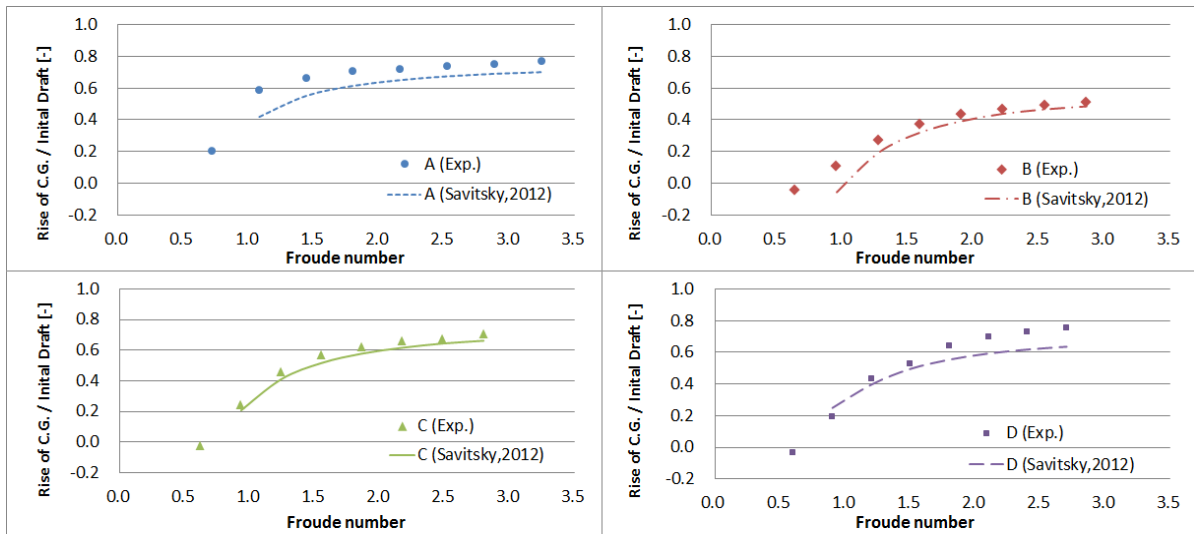 Rise of C.G. / Inital Draft [-]
1.0
0.8
0.6
0.4
0.2
0.0
-0.2
A (Exp.)
A (Savitsky,2012)
0.0 0.5 1.0 1.5 2.0 2.5 3.0 3.5
Froude number
Rise of C.G. / Inital Draft [-]
1.0
0.8
0.6
0.4
0.2
0.0
-0.2
B (Exp.)
B (Savitsky,2012)
0.0 0.5 1.0 1.5 2.0 2.5 3.0 3.5
Froude number
Rise of C.G. / Inital Draft [-]
1.0
0.8
0.6
0.4
0.2
0.0
-0.2
C (Exp.)
C (Savitsky,2012)
0.0 0.5 1.0 1.5 2.0 2.5 3.0 3.5
Froude number
Rise of C.G. / Inital Draft [-]
1.0
0.8
0.6
0.4
0.2
0.0
-0.2
D (Exp.)
D (Savitsky,2012)
0.0 0.5 1.0 1.5 2.0 2.5 3.0 3.5
Froude number